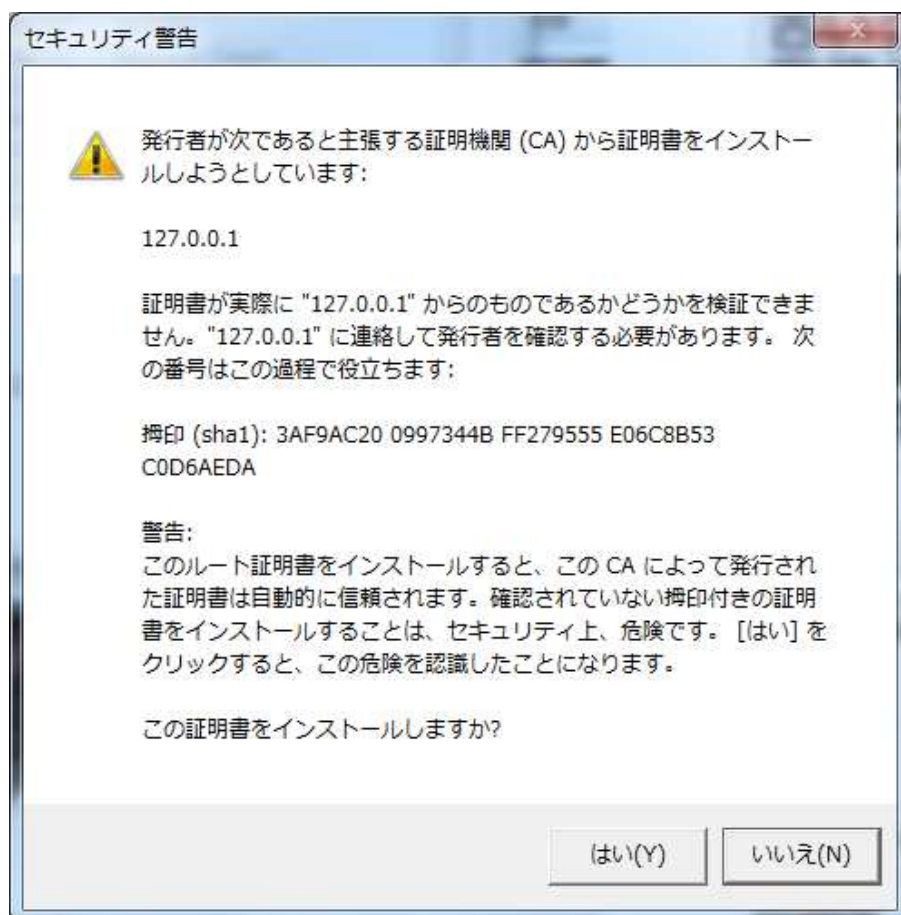 セキュリティ警告
発行者が次であると主張する証明機関 (CA) から証明書をインストー
ルしようとしています:
127.0.0.1
証明書が実際に "127.0.0.1" からのものであるかどうかを検証できま
せん。"127.0.0.1" に連絡して発行者を確認する必要があります。 次
の番号はこの過程で役立ちます:
拇印 (sha1): 3AF9AC20 0997344B FF279555 E06C8B53
C0D6AEDA
警告:
このルート証明書をインストールすると、この CA によって発行され
た証明書は自動的に信頼されます。確認されていない拇印付きの証明
書をインストールすることは、セキュリティ上、危険です。 [はい] を
クリックすると、この危険を認識したことになります。
この証明書をインストールしますか?
はい(Y) いいえ(N)